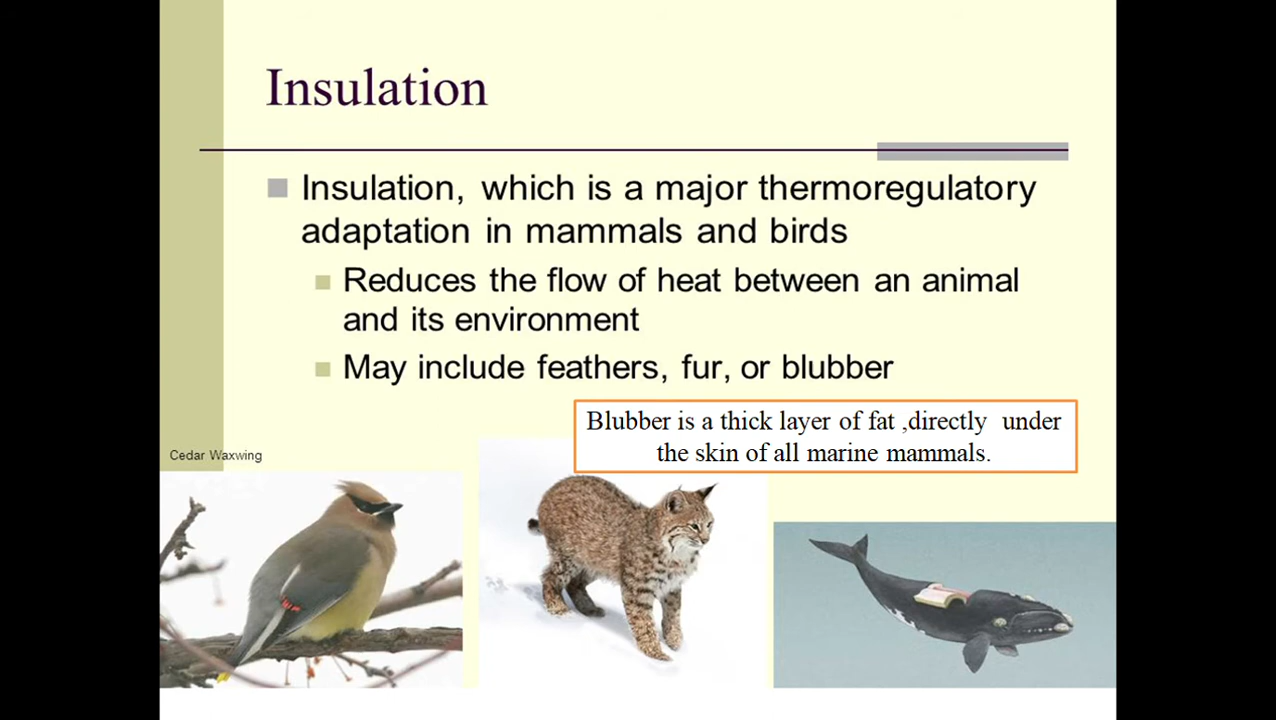 Insulation
Insulation, which is a major thermoregulatory
adaptation in mammals and birds
Reduces the flow of heat between an animal
and its environment
May include feathers, fur, or blubber
Blubber is a thick layer of fat ,directly under
the skin of all marine mammals.
Cedar Waxwing